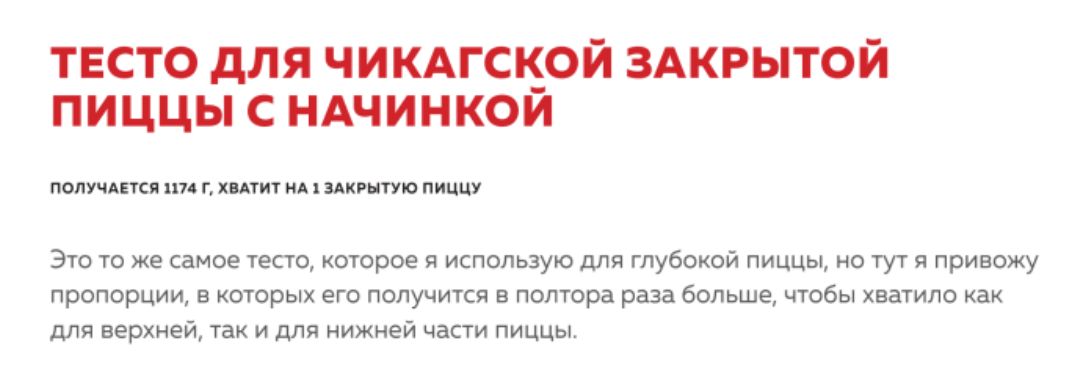 ТЕСТО ДЛЯ ЧИКАГСКОЙ ЗАКРЫТОЙ
ПИЦЦЫ С НАЧИНКОЙ
ПОЛУЧАЕТСЯ 1174 Г, ХВАТИТ НА 1 ЗАКРЫТУЮ ПИЦЦУ
Это то же самое тесто, которое я использую для глубокой пиццы, но тут я привожу
пропорции, в которых его получится в полтора раза больше, чтобы хватило как
для верхней, так и для нижней части пиццы.